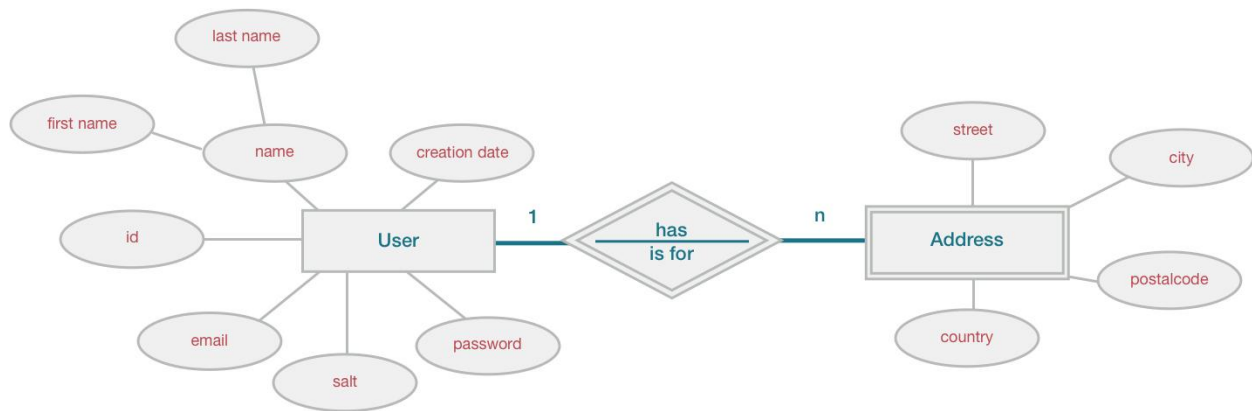 last name
first name
name
creation date
street
city
1
n
id
User
has
is for
Address
postalcode
email
salt
password
country